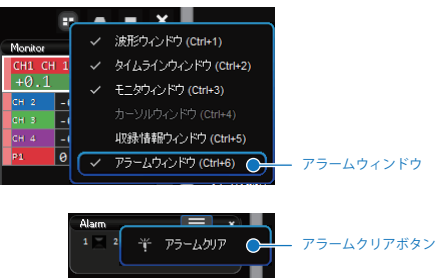 波形ウィンドウ (Ctrl+1)
Monitor
CH1 CH 1
タイムラインウィンドウ (Ctrl+2)
+0.1
モニタウィンドウ (Ctrl+3)
CH 2
カーソルウィンドウ (Ctrl+4)
CH 3
収録情報ウィンドウ (Ctrl+5)
CH 4
P1 0
アラームウィンドウ (Ctrl+6)
アラームウィンドウ
Alarm
1 2
アラームクリア
アラームクリアボタン